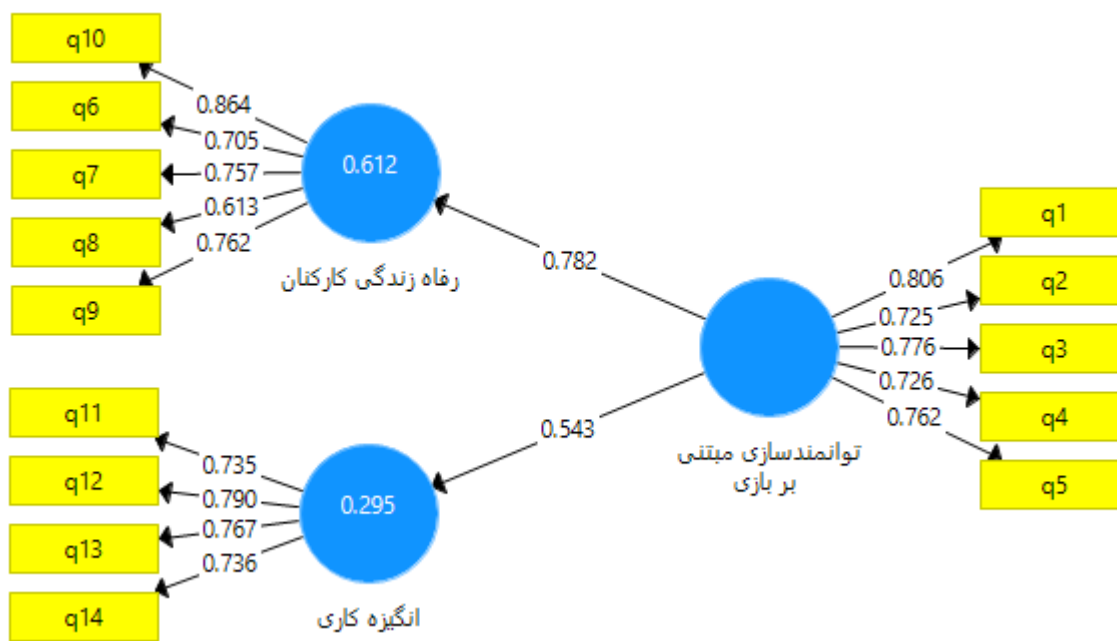 q10
q6
q7
q8
q9
0.864
0.705
0.757
0.613
0.762
0.612
رفاه زندگی کارکنان
0.782
q11
q12
q13
q14
0.735
0.790
0.767
0.736
0.295
انگیزه کاری
0.543
توانمندسازی مبتنی
بر بازی
0.806
0.725
0.776
0.726
0.762
q1
q2
q3
q4
q5